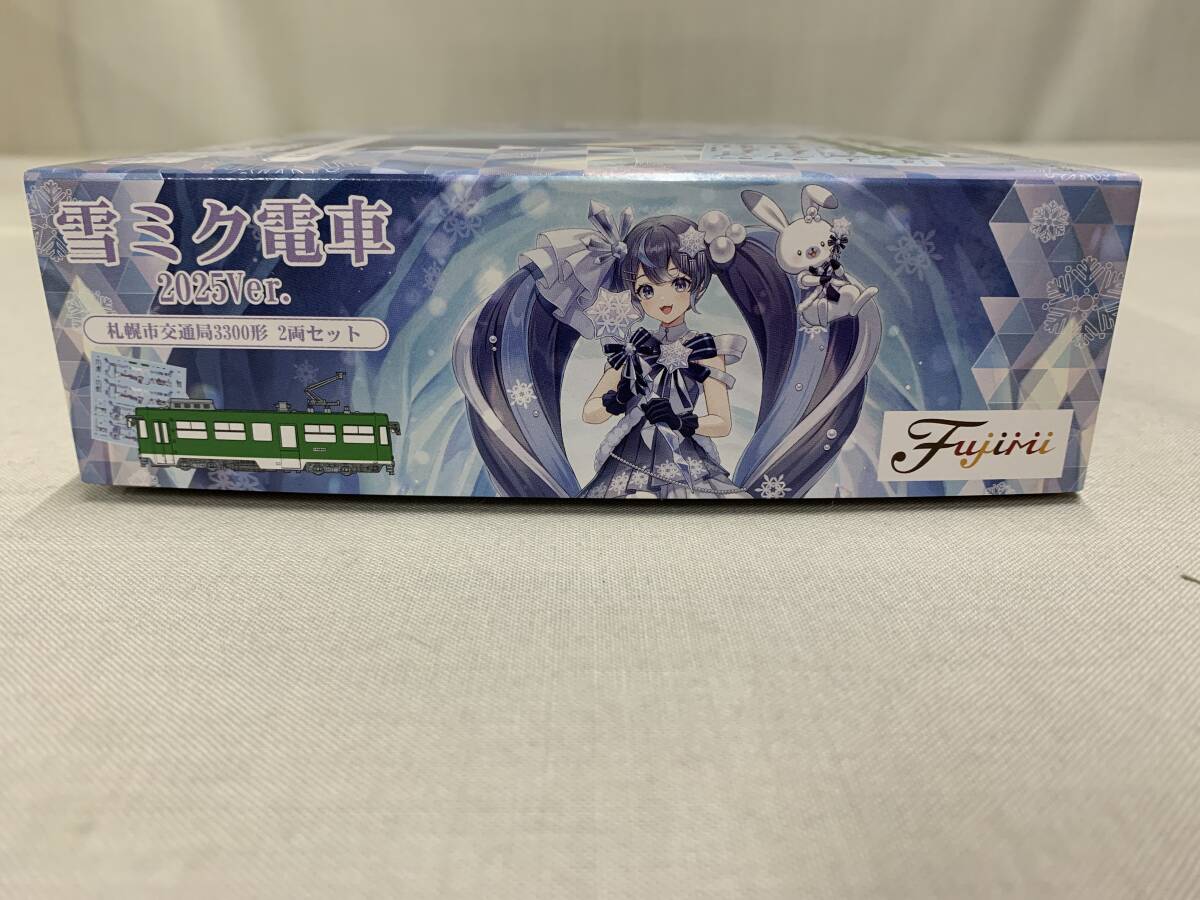 雪ミク電車
2025Ver.
札幌市交通局3300形 2両セット
Fujimi